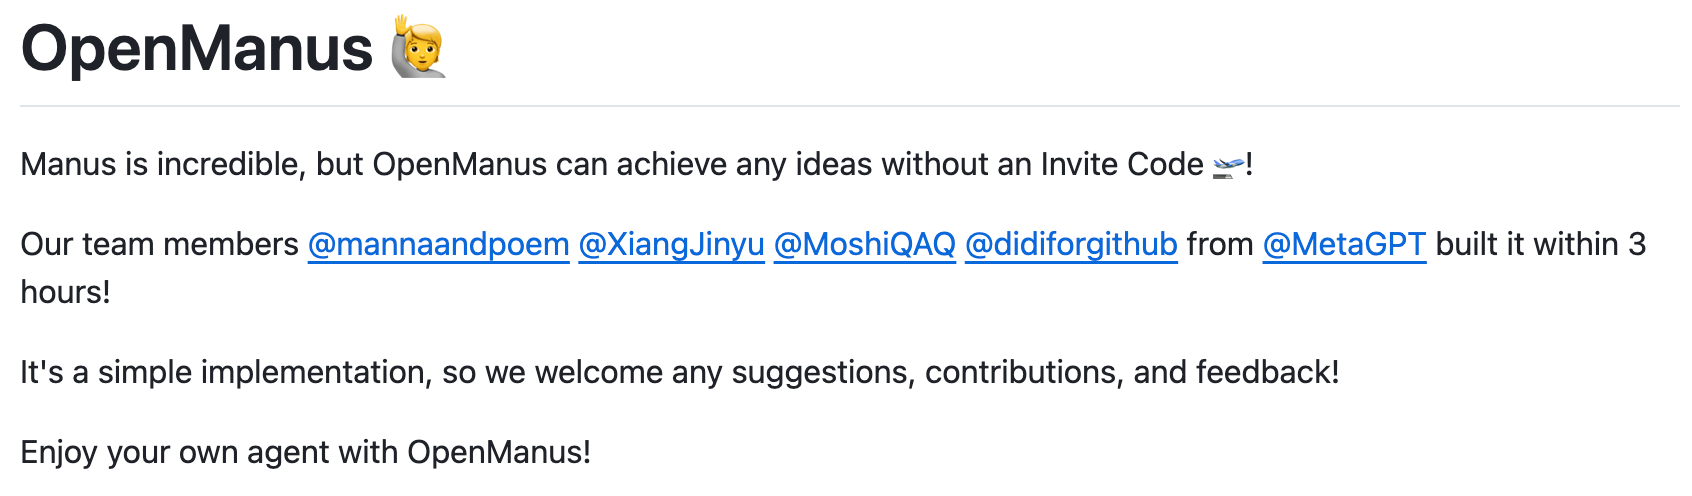 OpenManus 🙋
Manus is incredible, but OpenManus can achieve any ideas without an Invite Code 🛫!
Our team members @mannaandpoem @XiangJinyu @MoshiQAQ @didiforgithub from @MetaGPT built it within 3
hours!
It's a simple implementation, so we welcome any suggestions, contributions, and feedback!
Enjoy your own agent with OpenManus!